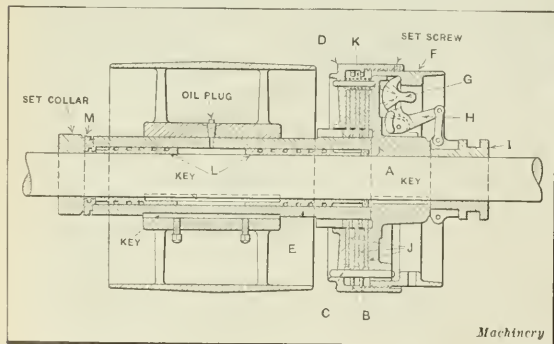 D K SET SCREW
F
G
SET COLLAR M OIL PLUG
H
I
KEY L A KEY
KEY E
J
C B
Machinery